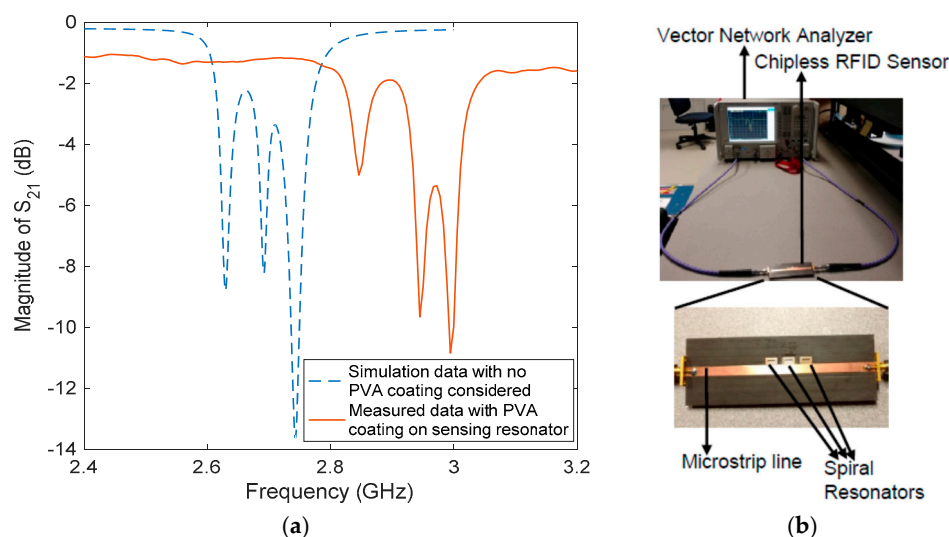 0
-2
-4
-6
-8
-10
-12
-14
Magnitude of S21 (dB)
2.4
2.6
2.8
3
3.2
Frequency (GHz)
Simulation data with no
PVA coating considered
Measured data with PVA
coating on sensing resonator
(a)
Vector Network Analyzer
Chipless RFID Sensor
Microstrip line
Spiral
Resonators
(b)